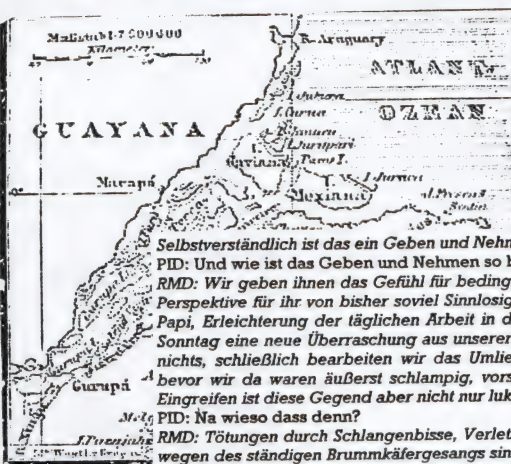 Maßstab 1:7 500 000
Kilometer
R. Araguary
ATLANT.
OZEAN
GUAYANA
I. Jurupari
Caviana
Mexiana
Macapá
Gurupá
Selbstverständlich ist das ein Geben und Nehm
PID: Und wie ist das Geben und Nehmen so b
RMD: Wir geben ihnen das Gefühl für beding
Perspektive für ihr von bisher soviel Sinnlosig
Papi, Erleichterung der täglichen Arbeit in d
Sonntag eine neue Überraschung aus unserer
nichts, schließlich bearbeiten wir das Umlie
bevor wir da waren äußerst schlampig, vors
Eingreifen ist diese Gegend aber nicht nur luk
PID: Na wieso dass denn?
RMD: Tötungen durch Schlangenbisse, Verlet
wegen des ständigen Brummkäfergesangs sin